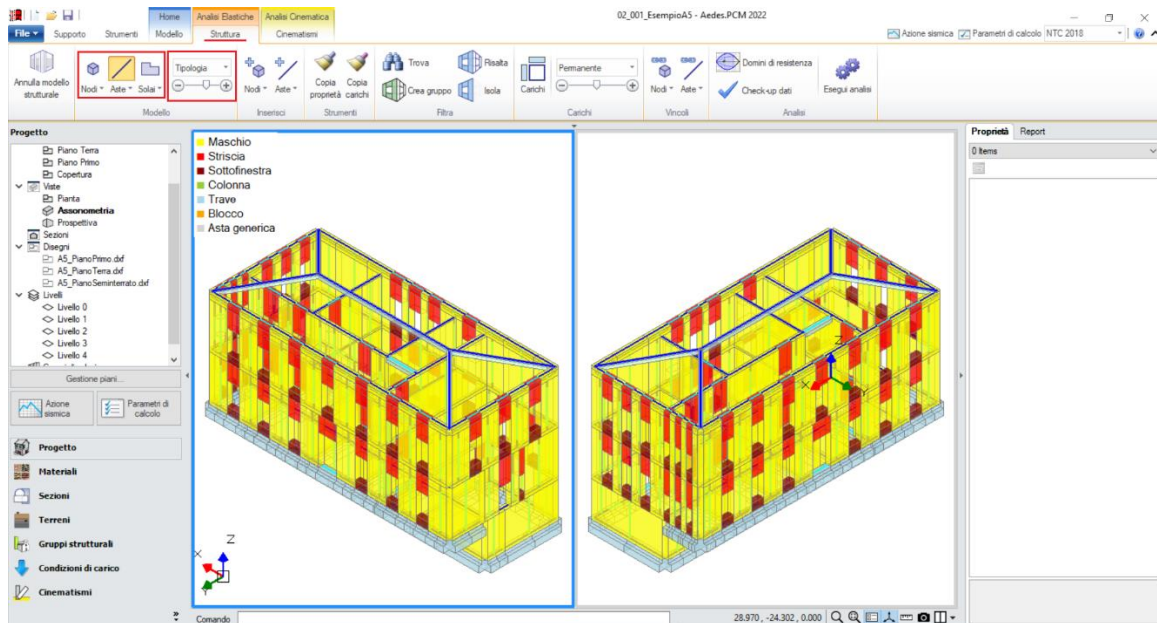 02_001_EsempioA5 - Aedes.PCM 2022
Home Analisi Elastiche Analisi Cinematica
File Supporto Strumenti Modello Struttura Cinematismi
Azione sismica Parametri di calcolo NTC 2018
Annulla modello strutturale
Nodi Aste Solai
Tipologia
Modello
Nodi Aste
Inserisci
Copia proprietà
Copia carichi
Strumenti
Trova
Crea gruppo
Risalta
Isola
Filtra
Carichi
Permanente
Carichi
Nodi Aste
Vincoli
Domini di resistenza
Check-up dati
Esegui analisi
Analisi
Progetto
Piano Terra
Piano Primo
Copertura
Viste
Pianta
Assonometria
Prospettiva
Sezioni
Disegni
A5_PianoPrimo.dxf
A5_PianoTerra.dxf
A5_PianoSeminterrato.dxf
Livelli
Livello 0
Livello 1
Livello 2
Livello 3
Livello 4
Gestione piani...
Azione sismica
Parametri di calcolo
Progetto
Materiali
Sezioni
Terreni
Gruppi strutturali
Condizioni di carico
Cinematismi
Maschio
Striscia
Sottofinestra
Colonna
Trave
Blocco
Asta generica
Z
X
Y
Z
X
Proprietà Report
0 Items
Comando
28.970 , -24.302 , 0.000